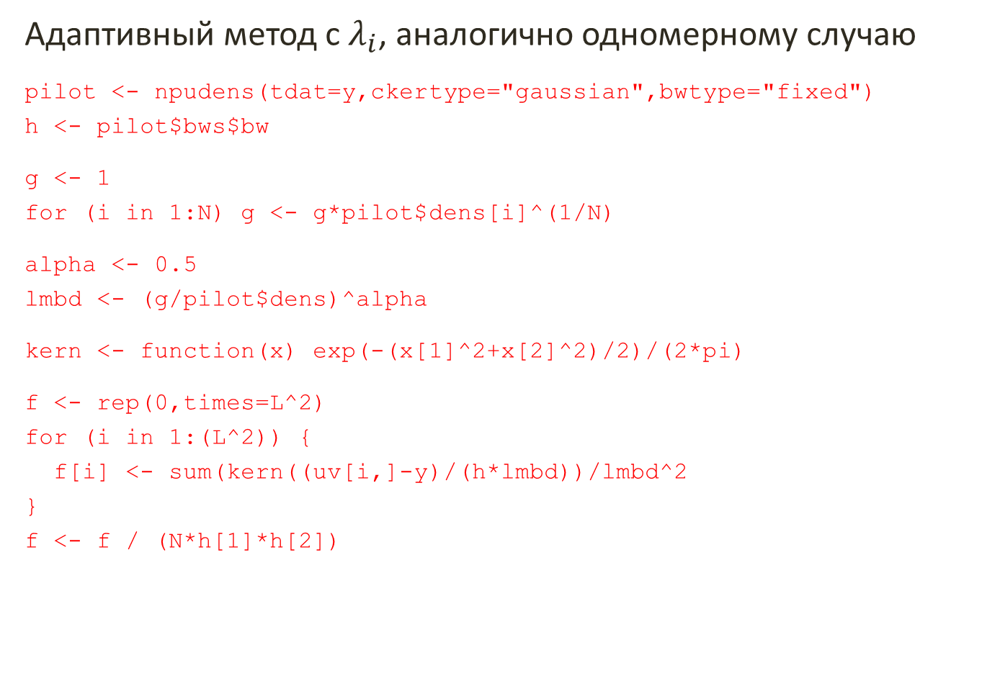 Адаптивный метод с λᵢ, аналогично одномерному случаю
pilot <- npudens(tdat=y,ckertype="gaussian",bwtype="fixed")
h <- pilot$bws$bw
g <- 1
for (i in 1:N) g <- g*pilot$dens[i]^(1/N)
alpha <- 0.5
lmbd <- (g/pilot$dens)^alpha
kern <- function(x) exp(-(x[1]^2+x[2]^2)/2)/(2*pi)
f <- rep(0,times=L^2)
for (i in 1:(L^2)) {
  f[i] <- sum(kern((uv[i,]-y)/(h*lmbd))/lmbd^2
}
f <- f / (N*h[1]*h[2])